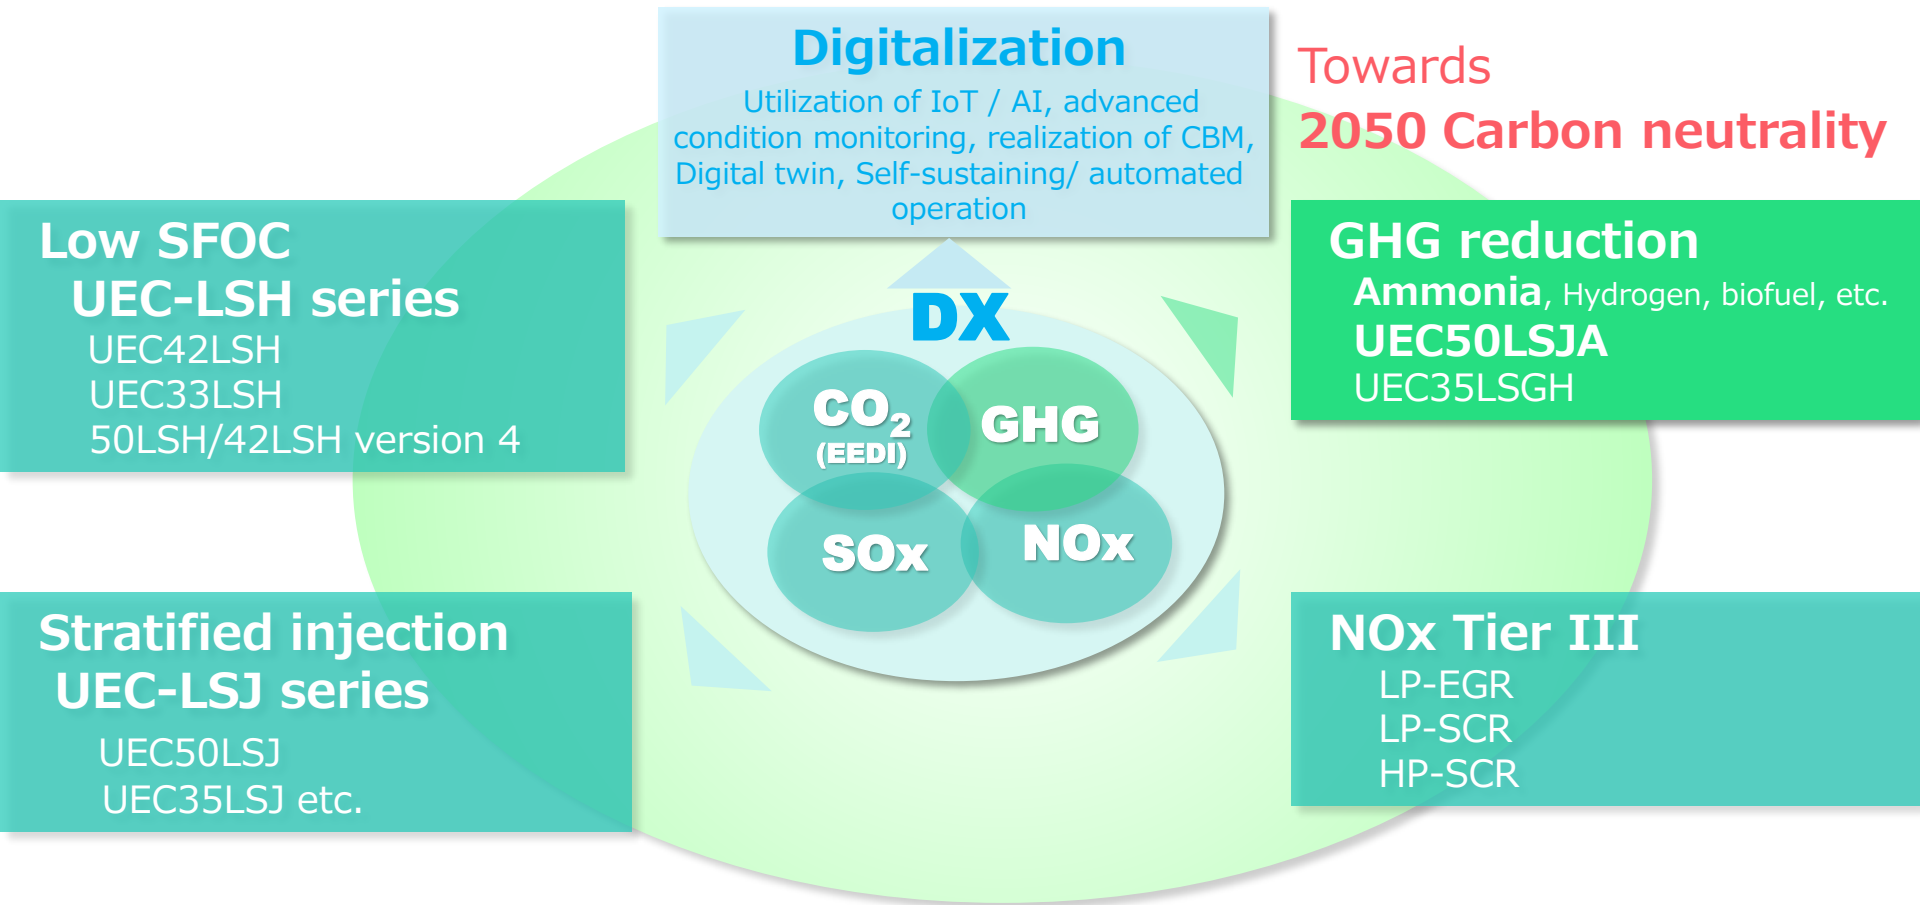 Digitalization
Utilization of IoT / AI, advanced
condition monitoring, realization of CBM,
Digital twin, Self-sustaining/ automated
operation
Towards
2050 Carbon neutrality
Low SFOC
UEC-LSH series
UEC42LSH
UEC33LSH
50LSH/42LSH version 4
GHG reduction
Ammonia, Hydrogen, biofuel, etc.
UEC50LSJA
UEC35LSGH
DX
CO₂
(EEDI)
GHG
SOx
NOx
Stratified injection
UEC-LSJ series
UEC50LSJ
UEC35LSJ etc.
NOx Tier III
LP-EGR
LP-SCR
HP-SCR